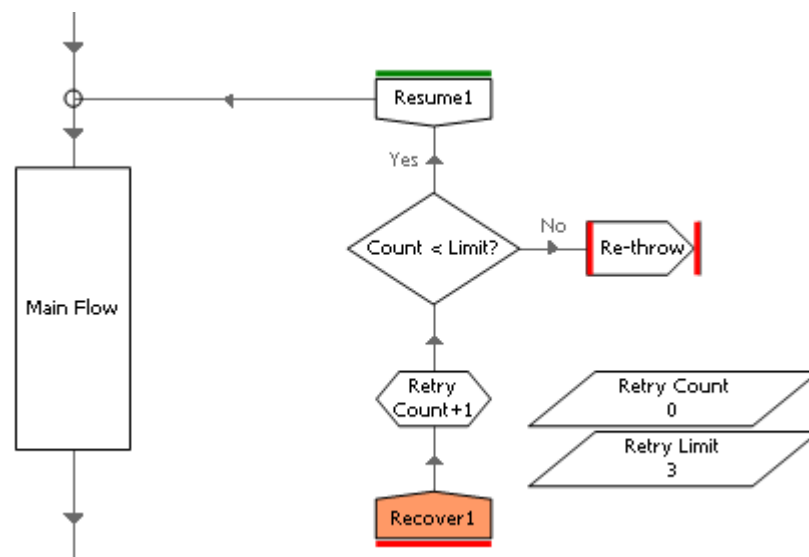 Resume1
Yes
Count < Limit?
No
Re-throw
Main Flow
Retry
Count+1
Retry Count
0
Retry Limit
3
Recover1